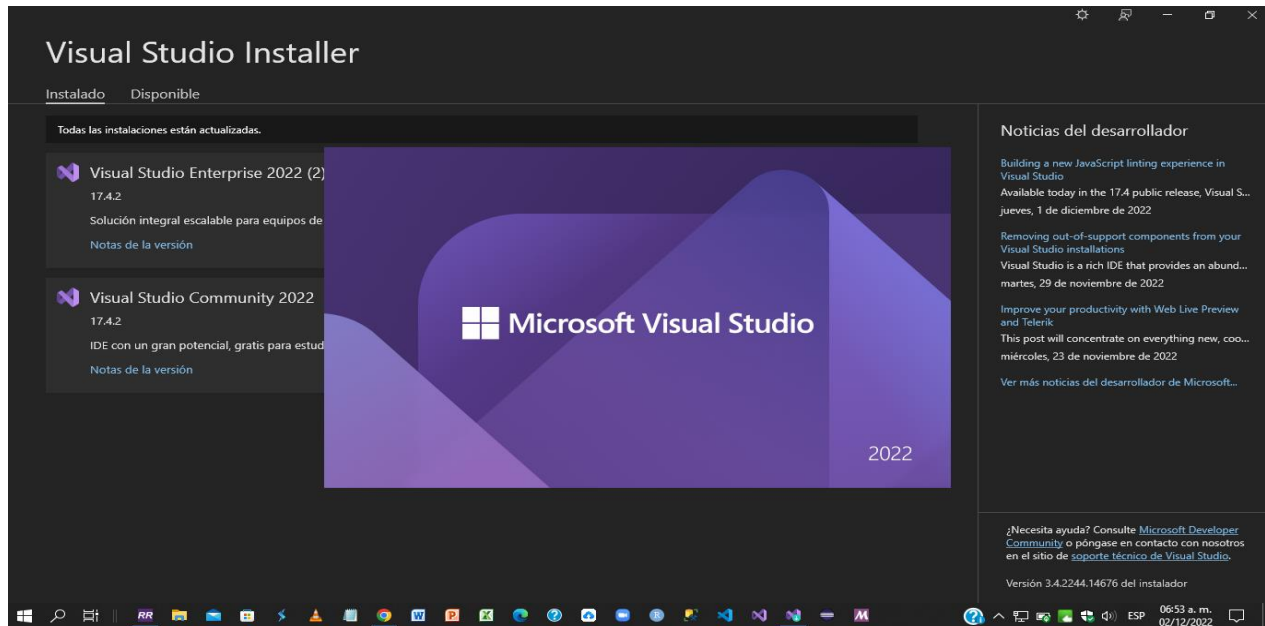 Visual Studio Installer
Instalado Disponible
Todas las instalaciones están actualizadas.
Visual Studio Enterprise 2022 (2)
17.4.2
Solución integral escalable para equipos de
Notas de la versión
Visual Studio Community 2022
17.4.2
IDE con un gran potencial, gratis para estud
Notas de la versión
Microsoft Visual Studio
2022
Noticias del desarrollador
Building a new JavaScript linting experience in
Visual Studio
Available today in the 17.4 public release, Visual S...
jueves, 1 de diciembre de 2022
Removing out-of-support components from your
Visual Studio installations
Visual Studio is a rich IDE that provides an abund...
martes, 29 de noviembre de 2022
Improve your productivity with Web Live Preview
and Telerik
This post will concentrate on everything new, coo...
miércoles, 23 de noviembre de 2022
Ver más noticias del desarrollador de Microsoft...
¿Necesita ayuda? Consulte Microsoft Developer
Community o póngase en contacto con nosotros
en el sitio de soporte técnico de Visual Studio.
Versión 3.4.2244.14676 del instalador
RR
ESP
06:53 a. m.
02/12/2022